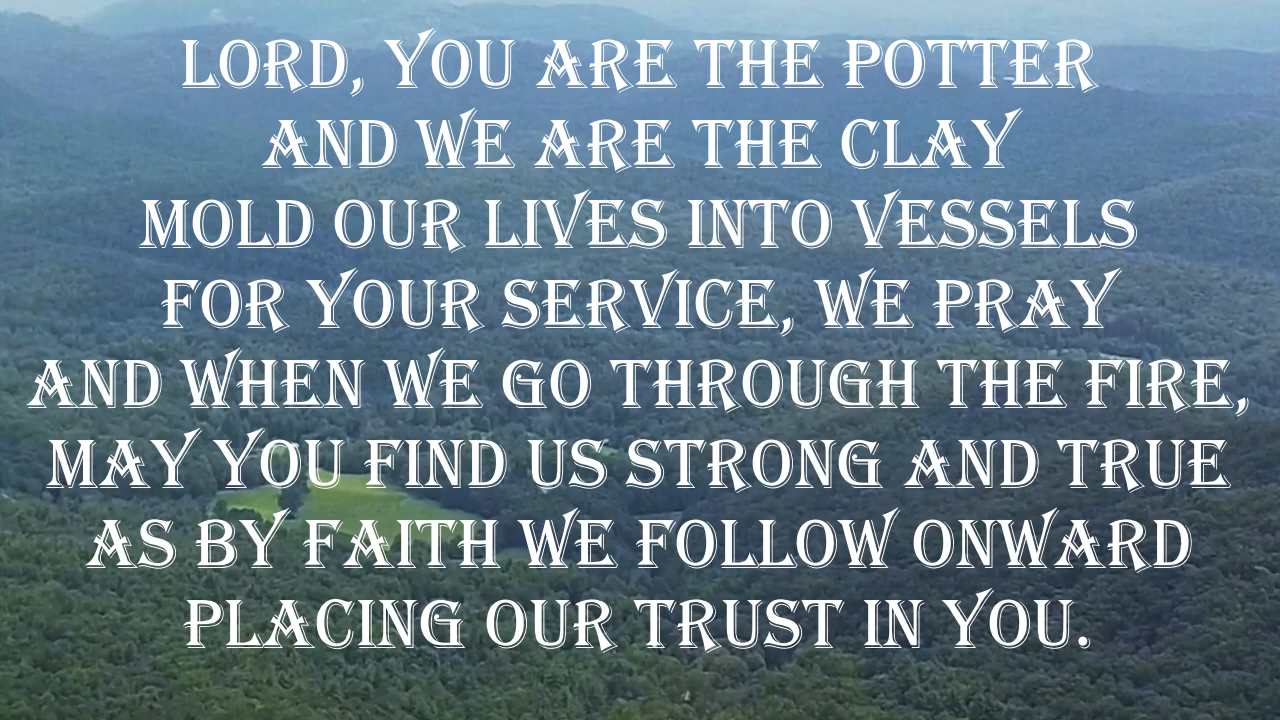 LORD, YOU ARE THE POTTER
AND WE ARE THE CLAY
MOLD OUR LIVES INTO VESSELS
FOR YOUR SERVICE, WE PRAY
AND WHEN WE GO THROUGH THE FIRE,
MAY YOU FIND US STRONG AND TRUE
AS BY FAITH WE FOLLOW ONWARD
PLACING OUR TRUST IN YOU.